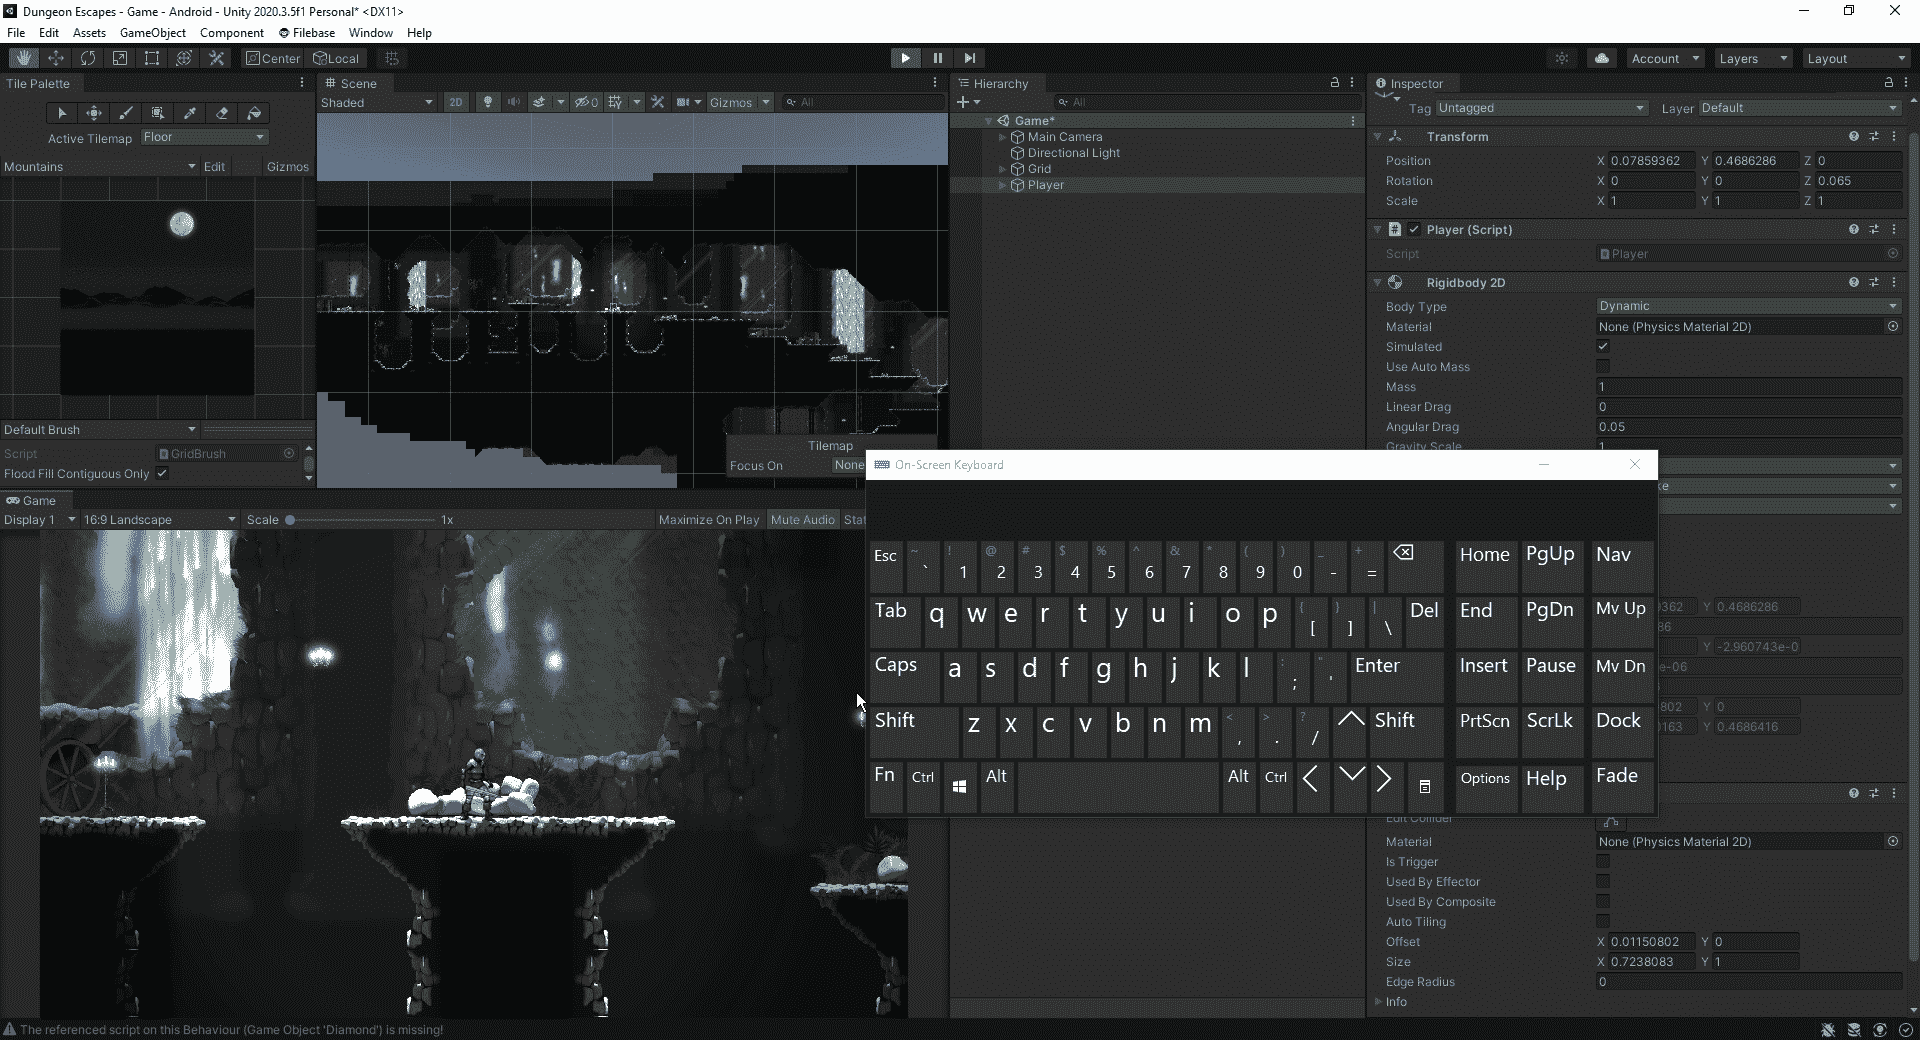 Dungeon Escapes - Game - Android - Unity 2020.3.5f1 Personal* <DX11>
File Edit Assets GameObject Component Filebase Window Help
Center Local
Account Layers Layout
Tile Palette
Active Tilemap Floor
Mountains Edit Gizmos
Default Brush
Script GridBrush
Flood Fill Contiguous Only
Scene
Shaded 2D 0 Gizmos All
Tilemap
Focus On None
Hierarchy
All
Game*
Main Camera
Directional Light
Grid
Player
Inspector
Tag Untagged Layer Default
Transform
Position X 0.07859362 Y 0.4686286 Z 0
Rotation X 0 Y 0 Z 0.065
Scale X 1 Y 1 Z 1
Player (Script)
Script Player
Rigidbody 2D
Body Type Dynamic
Material None (Physics Material 2D)
Simulated
Use Auto Mass
Mass 1
Linear Drag 0
Angular Drag 0.05
Gravity Scale 1
ke
362 Y 0.4686286
86
Y -2.960743e-0
e-06
802 Y 0
0163 Y 0.4686416
Edit Collider
Material None (Physics Material 2D)
Is Trigger
Used By Effector
Used By Composite
Auto Tiling
Offset X 0.01150802 Y 0
Size X 0.7238083 Y 1
Edge Radius 0
Info
Game
Display 1 16:9 Landscape Scale 1x Maximize On Play Mute Audio Stat
On-Screen Keyboard
Esc ~ ` ! 1 @ 2 # 3 $ 4 % 5 ^ 6 & 7 * 8 ( 9 ) 0 _ - + = Home PgUp Nav
Tab q w e r t y u i o p { [ } ] | \ Del End PgDn Mv Up
Caps a s d f g h j k l : ; " ' Enter Insert Pause Mv Dn
Shift z x c v b n m < , > . ? / Shift PrtScn ScrLk Dock
Fn Ctrl Alt Alt Ctrl Options Help Fade
The referenced script on this Behaviour (Game Object 'Diamond') is missing!